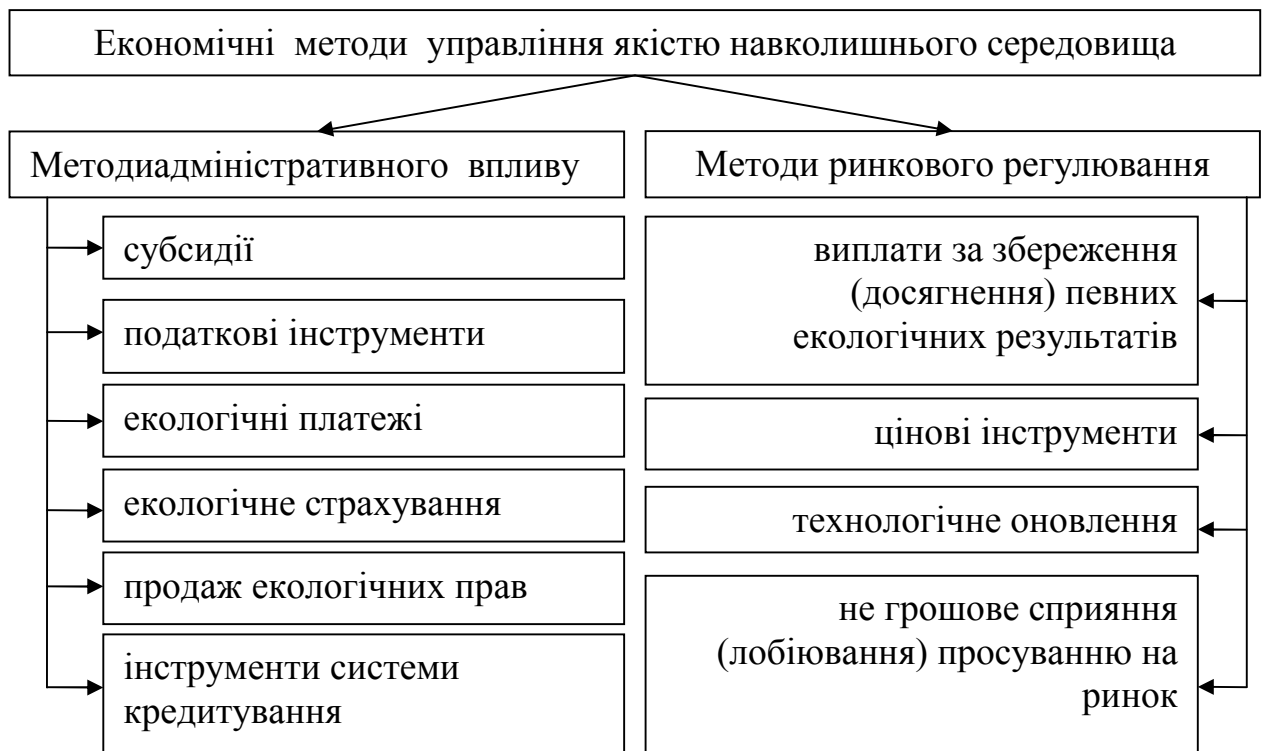 Економічні методи управління якістю навколишнього середовища
Методиадміністративного впливу
субсидії
податкові інструменти
екологічні платежі
екологічне страхування
продаж екологічних прав
інструменти системи
кредитування
Методи ринкового регулювання
виплати за збереження
(досягнення) певних
екологічних результатів
цінові інструменти
технологічне оновлення
не грошове сприяння
(лобіювання) просуванню на
ринок